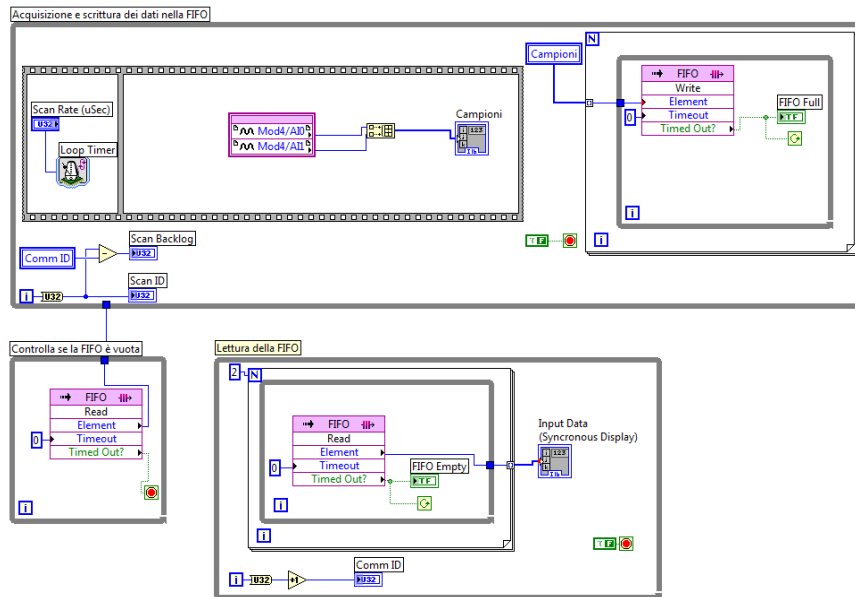 Acquisizione e scrittura dei dati nella FIFO
N
Campioni
FIFO
Write
Element
0
Timeout
Timed Out?
FIFO Full
TF
i
i
Scan Rate (uSec)
U32
Loop Timer
Mod4/AI0
Mod4/AI1
Campioni
123
T F
Comm ID
Scan Backlog
U32
Scan ID
i
U32
U32
Controlla se la FIFO è vuota
FIFO
Read
Element
0
Timeout
Timed Out?
i
Lettura della FIFO
2
N
FIFO
Read
Element
0
Timeout
Timed Out?
FIFO Empty
TF
i
i
Input Data
(Syncronous Display)
123
T F
i
U32
+1
Comm ID
U32